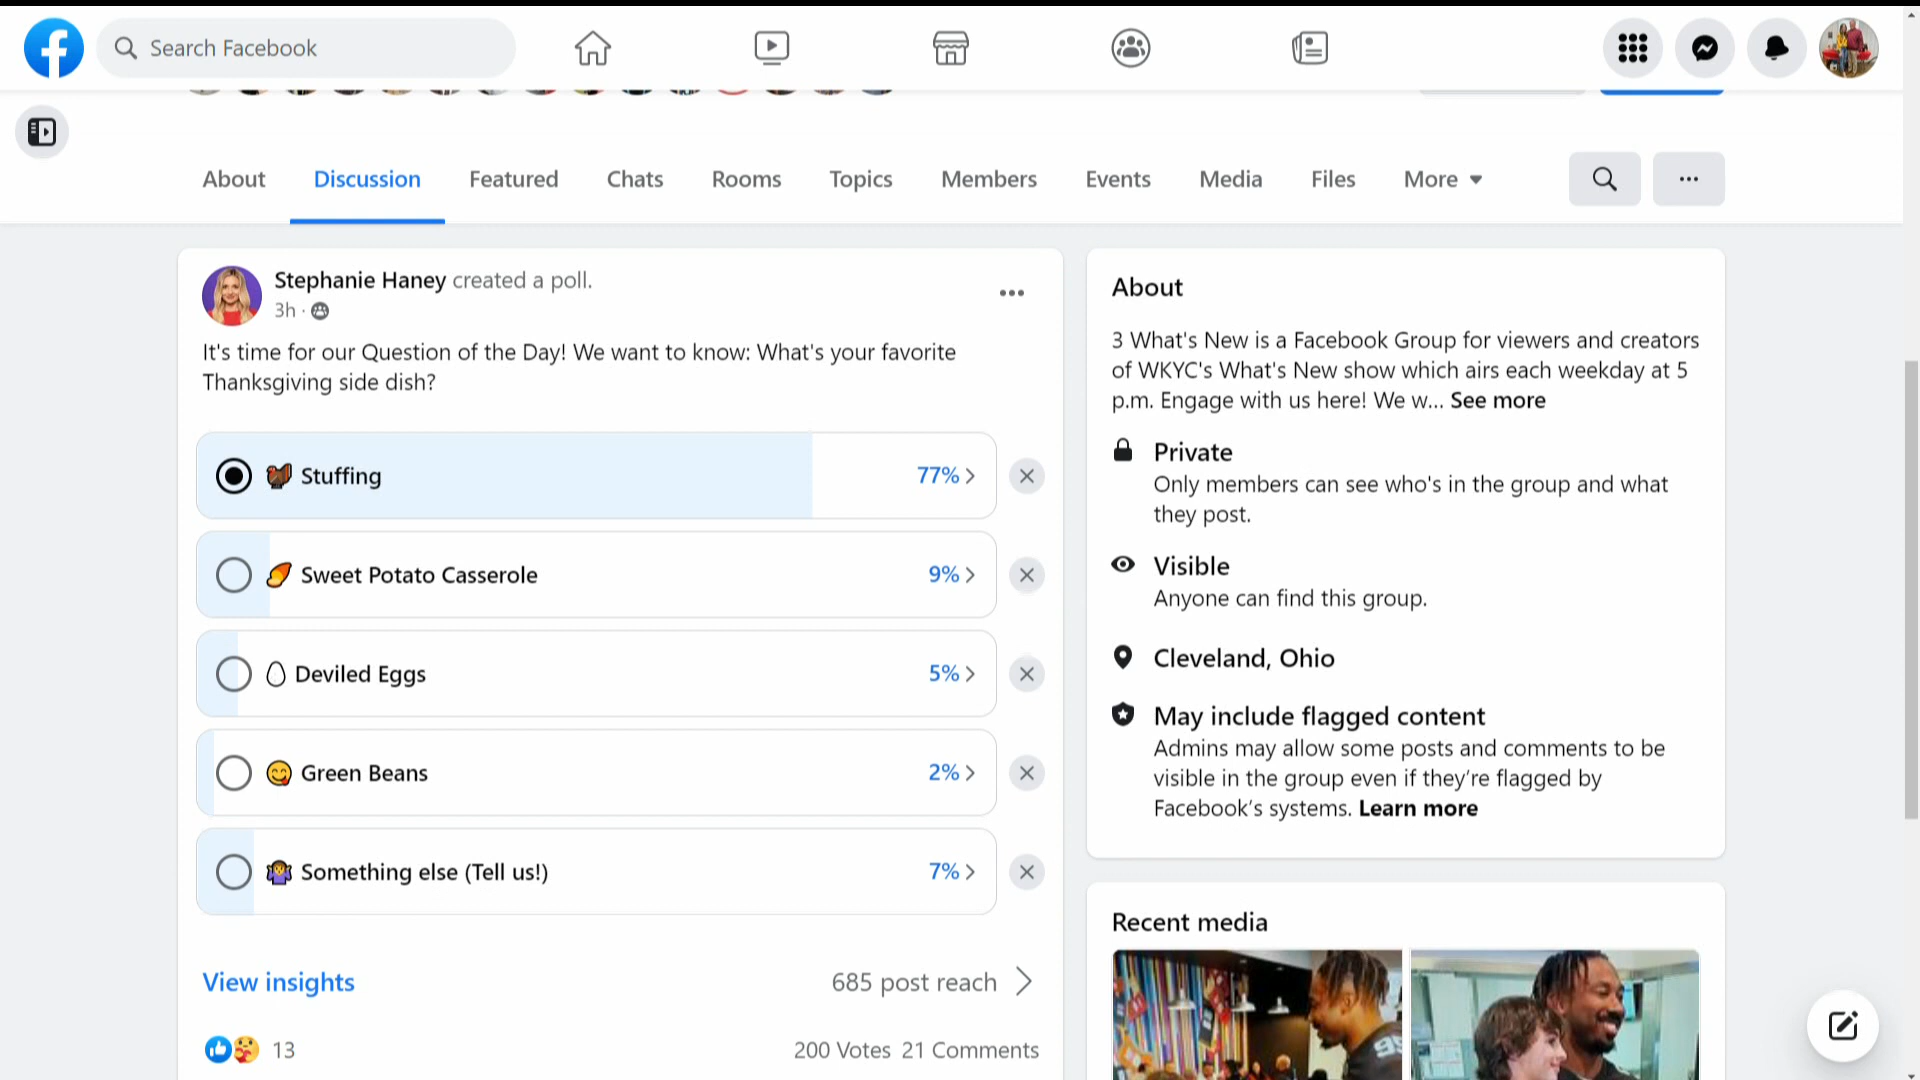 Search Facebook
About Discussion Featured Chats Rooms Topics Members Events Media Files More
Stephanie Haney created a poll.
3h ·
It's time for our Question of the Day! We want to know: What's your favorite
Thanksgiving side dish?
Stuffing 77%
Sweet Potato Casserole 9%
Deviled Eggs 5%
Green Beans 2%
Something else (Tell us!) 7%
View insights 685 post reach
13 200 Votes 21 Comments
About
3 What's New is a Facebook Group for viewers and creators
of WKYC's What's New show which airs each weekday at 5
p.m. Engage with us here! We w... See more
Private
Only members can see who's in the group and what
they post.
Visible
Anyone can find this group.
Cleveland, Ohio
May include flagged content
Admins may allow some posts and comments to be
visible in the group even if they’re flagged by
Facebook’s systems. Learn more
Recent media
95